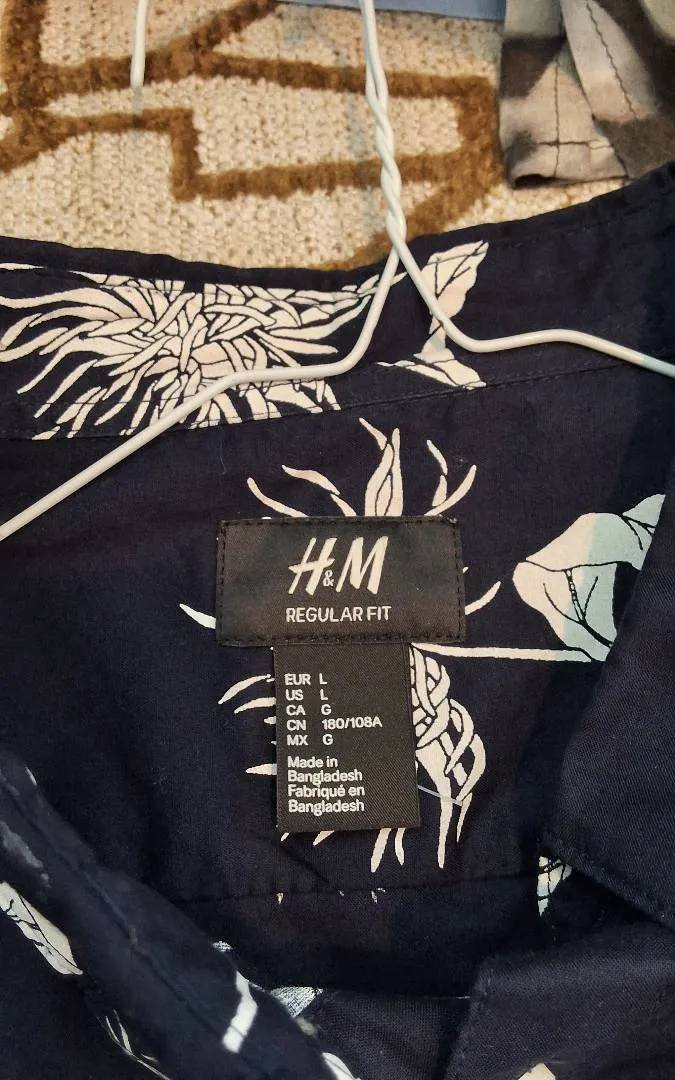 H&M
REGULAR FIT
EUR L
US L
CA G
CN 180/108A
MX G
Made in
Bangladesh
Fabriqué en
Bangladesh